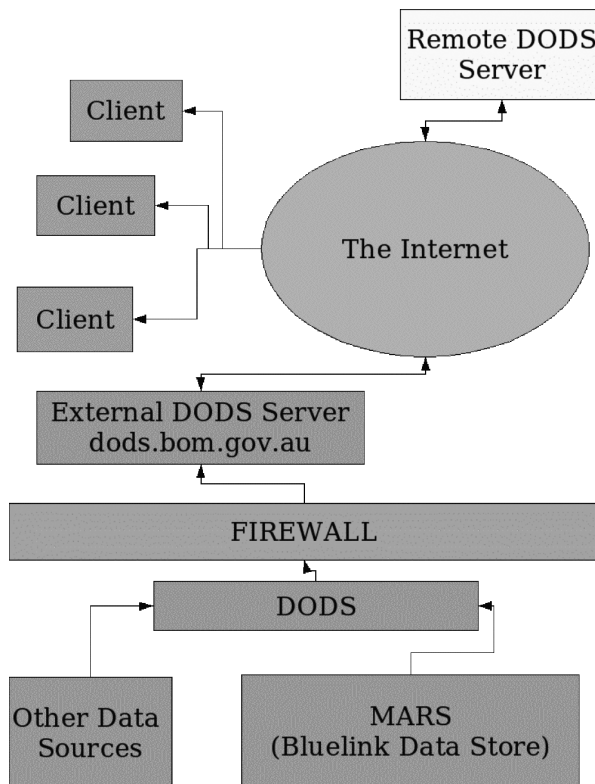 Remote DODS
Server
Client
Client
The Internet
Client
External DODS Server
dods.bom.gov.au
FIREWALL
DODS
Other Data
Sources
MARS
(Bluelink Data Store)